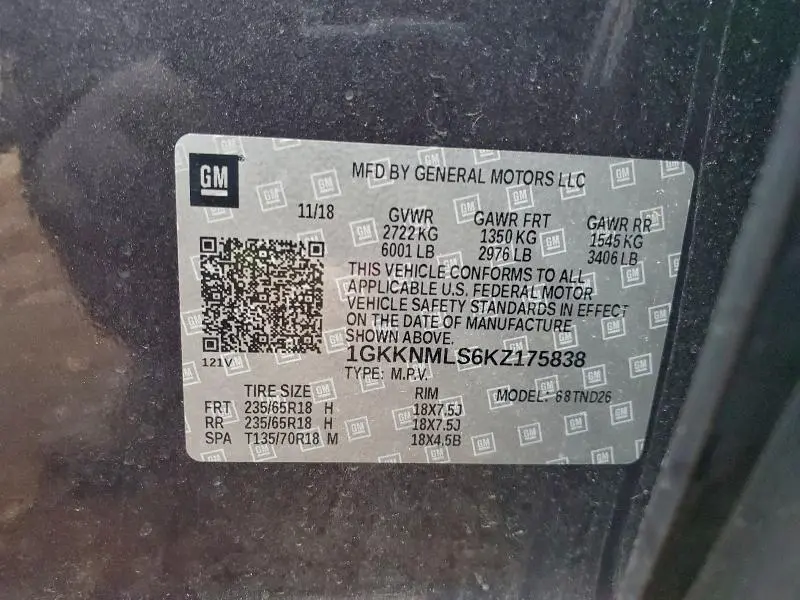 GM
MFD BY GENERAL MOTORS LLC
11/18
GVWR GAWR FRT GAWR RR
2722 KG 1350 KG 1545 KG
6001 LB 2976 LB 3406 LB
THIS VEHICLE CONFORMS TO ALL
APPLICABLE U.S. FEDERAL MOTOR
VEHICLE SAFETY STANDARDS IN EFFECT
ON THE DATE OF MANUFACTURE
SHOWN ABOVE.
121V 1GKKNMLS6KZ175838
TYPE: M.P.V.
TIRE SIZE RIM MODEL: 68TND26
FRT 235/65R18 H 18X7.5J
RR 235/65R18 H 18X7.5J
SPA T135/70R18 M 18X4.5B